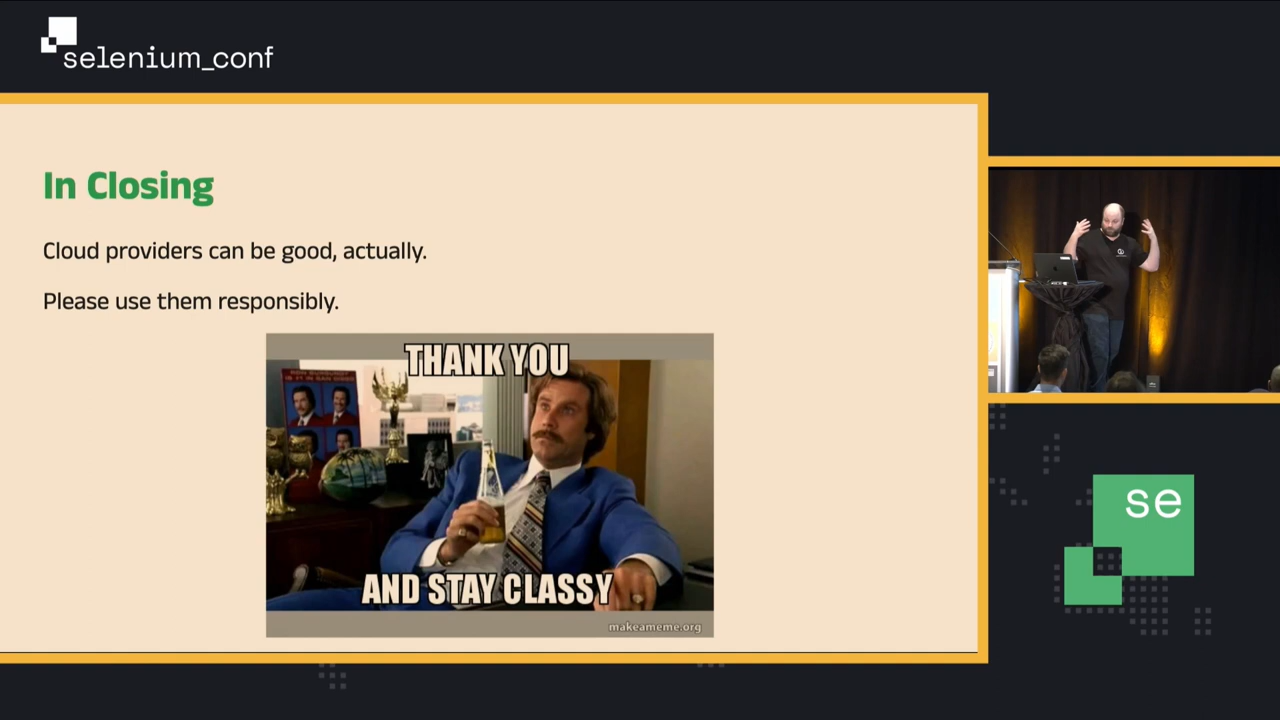 selenium_conf
In Closing
Cloud providers can be good, actually.
Please use them responsibly.
THANK YOU
AND STAY CLASSY
makeameme.org
se